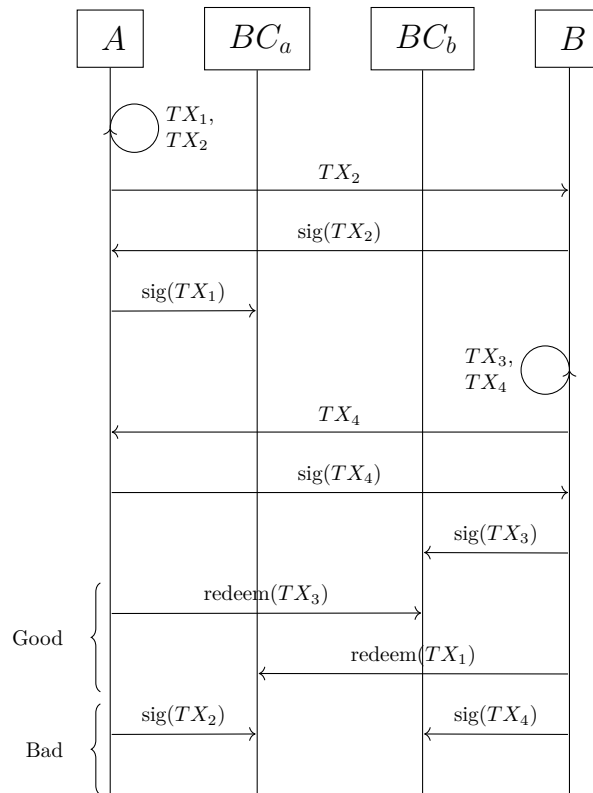 A BC_a BC_b B
TX_1,
TX_2
TX_2
sig(TX_2)
sig(TX_1)
TX_3,
TX_4
TX_4
sig(TX_4)
sig(TX_3)
redeem(TX_3)
Good
redeem(TX_1)
sig(TX_2) sig(TX_4)
Bad